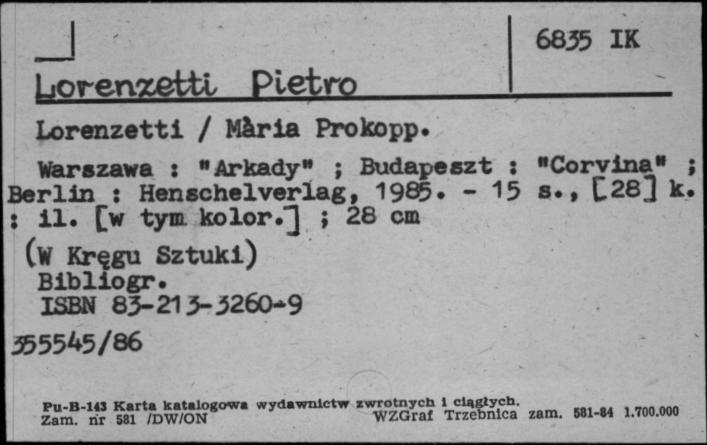 6835 IK
Lorenzetti Pietro
Lorenzetti / Mària Prokopp.
Warszawa : "Arkady" ; Budapeszt : "Corvina" ;
Berlin : Henschelverlag, 1985. - 15 s., [28] k.
: il. [w tym kolor.] ; 28 cm
(W Kręgu Sztuki)
Bibliogr.
ISBN 83-213-3260-9
355545/86
Pu-B-143 Karta katalogowa wydawnictw zwrotnych i ciągłych.
Zam. nr 581 /DW/ON WZGraf Trzebnica zam. 581-84 1.700.000